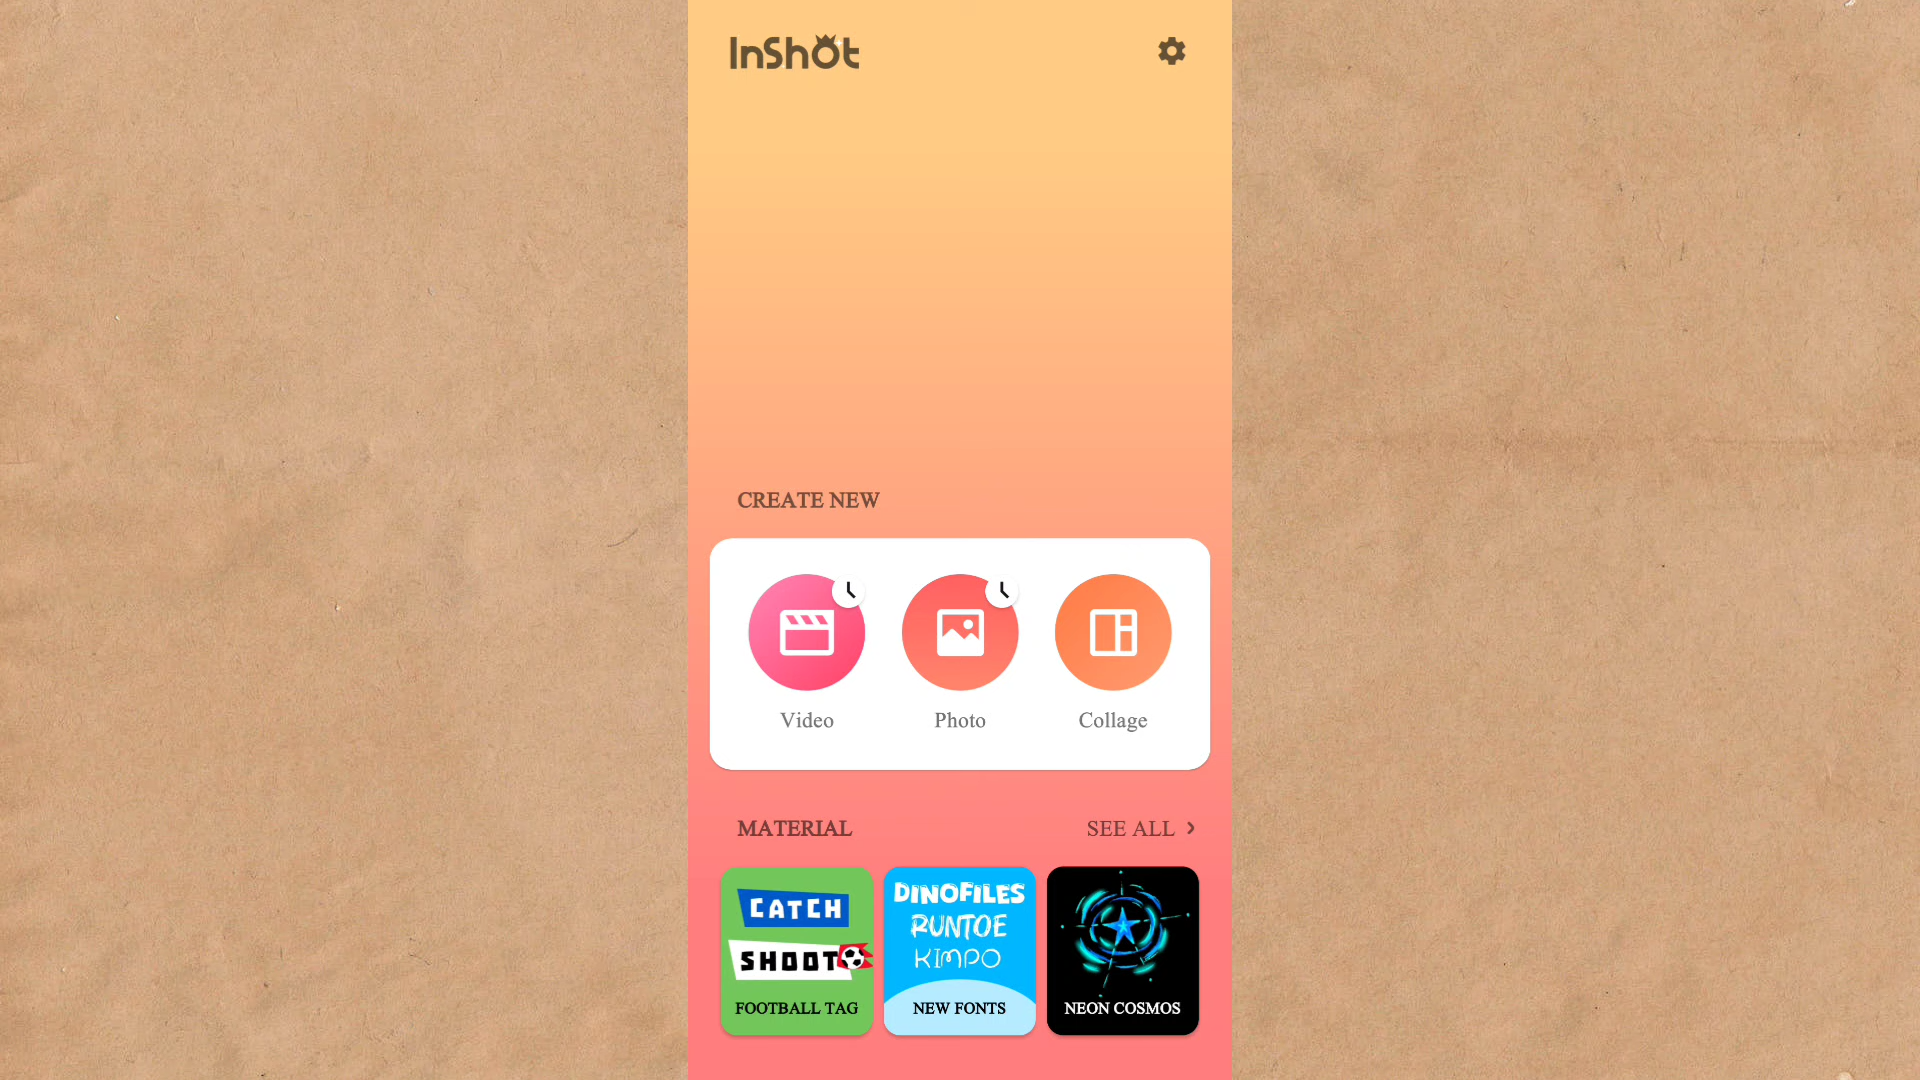 InShot
CREATE NEW
Video Photo Collage
MATERIAL SEE ALL
CATCH
SHOOT
FOOTBALL TAG
DINOFILES
RUNTOE
KIMPO
NEW FONTS
NEON COSMOS